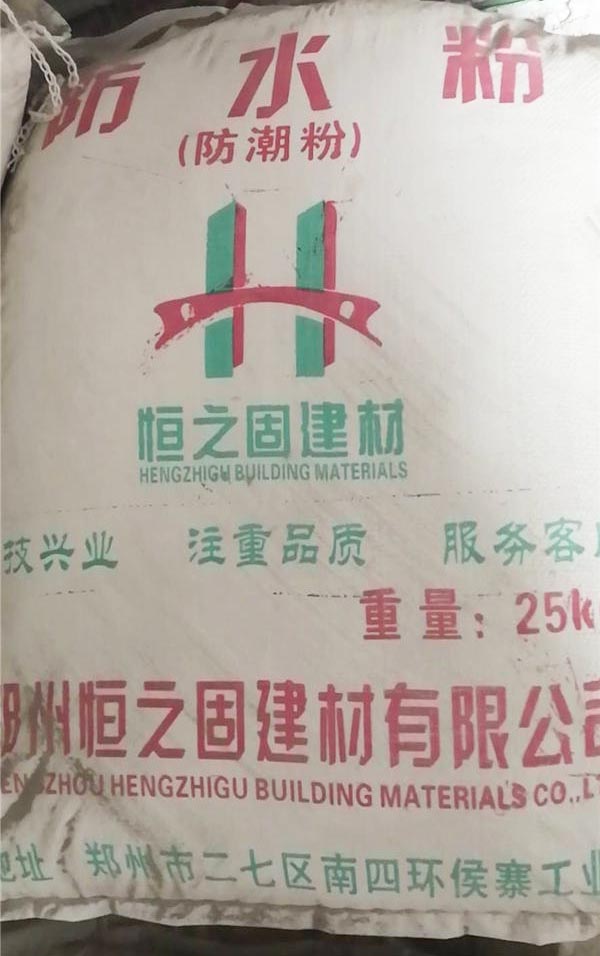 防水粉
(防潮粉)
恒之固建材
HENGZHIGU BUILDING MATERIALS
技兴业 注重品质 服务客
重量：25k
郑州恒之固建材有限公司
ENGZHOU HENGZHIGU BUILDING MATERIALS CO.,L
地址 郑州市二七区南四环侯寨工业